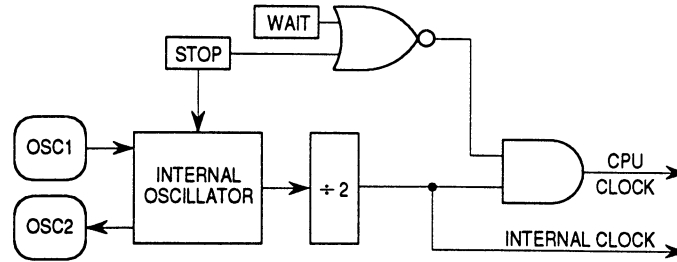 WAIT
STOP
OSC1
INTERNAL
OSCILLATOR
÷ 2
CPU
CLOCK
OSC2
INTERNAL CLOCK